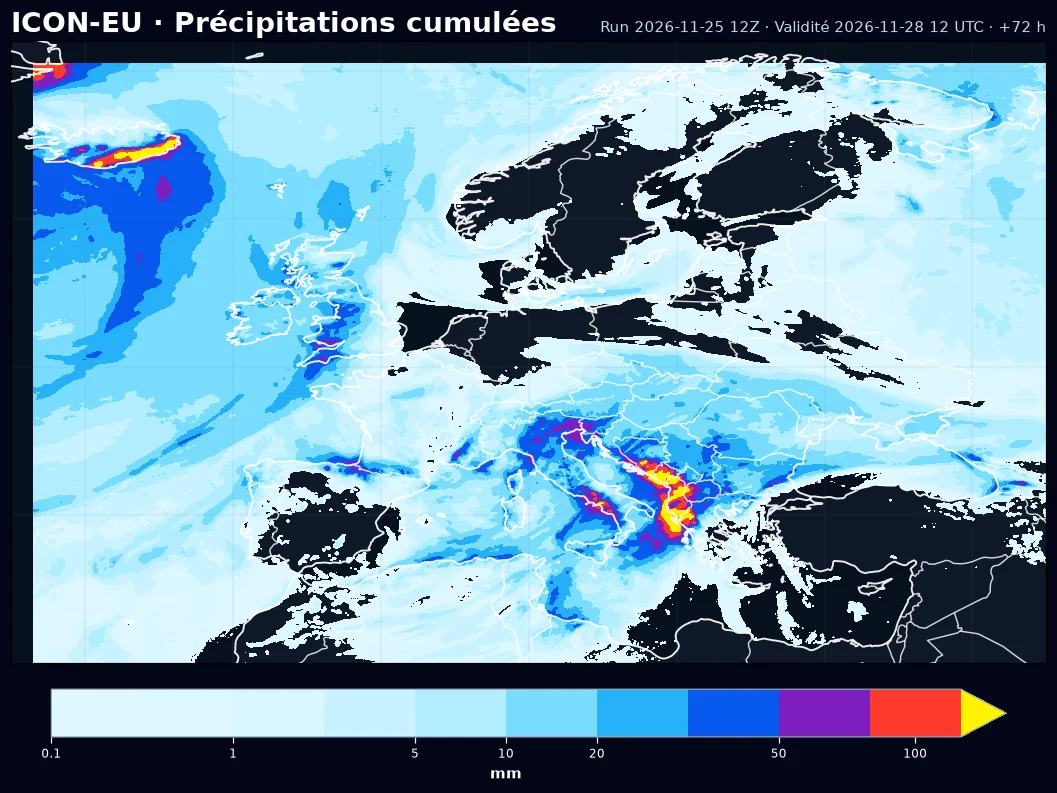 ICON-EU · Précipitations cumulées
Run 2026-11-25 12Z · Validité 2026-11-28 12 UTC · +72 h
0.1 1 5 10 20 50 100
mm